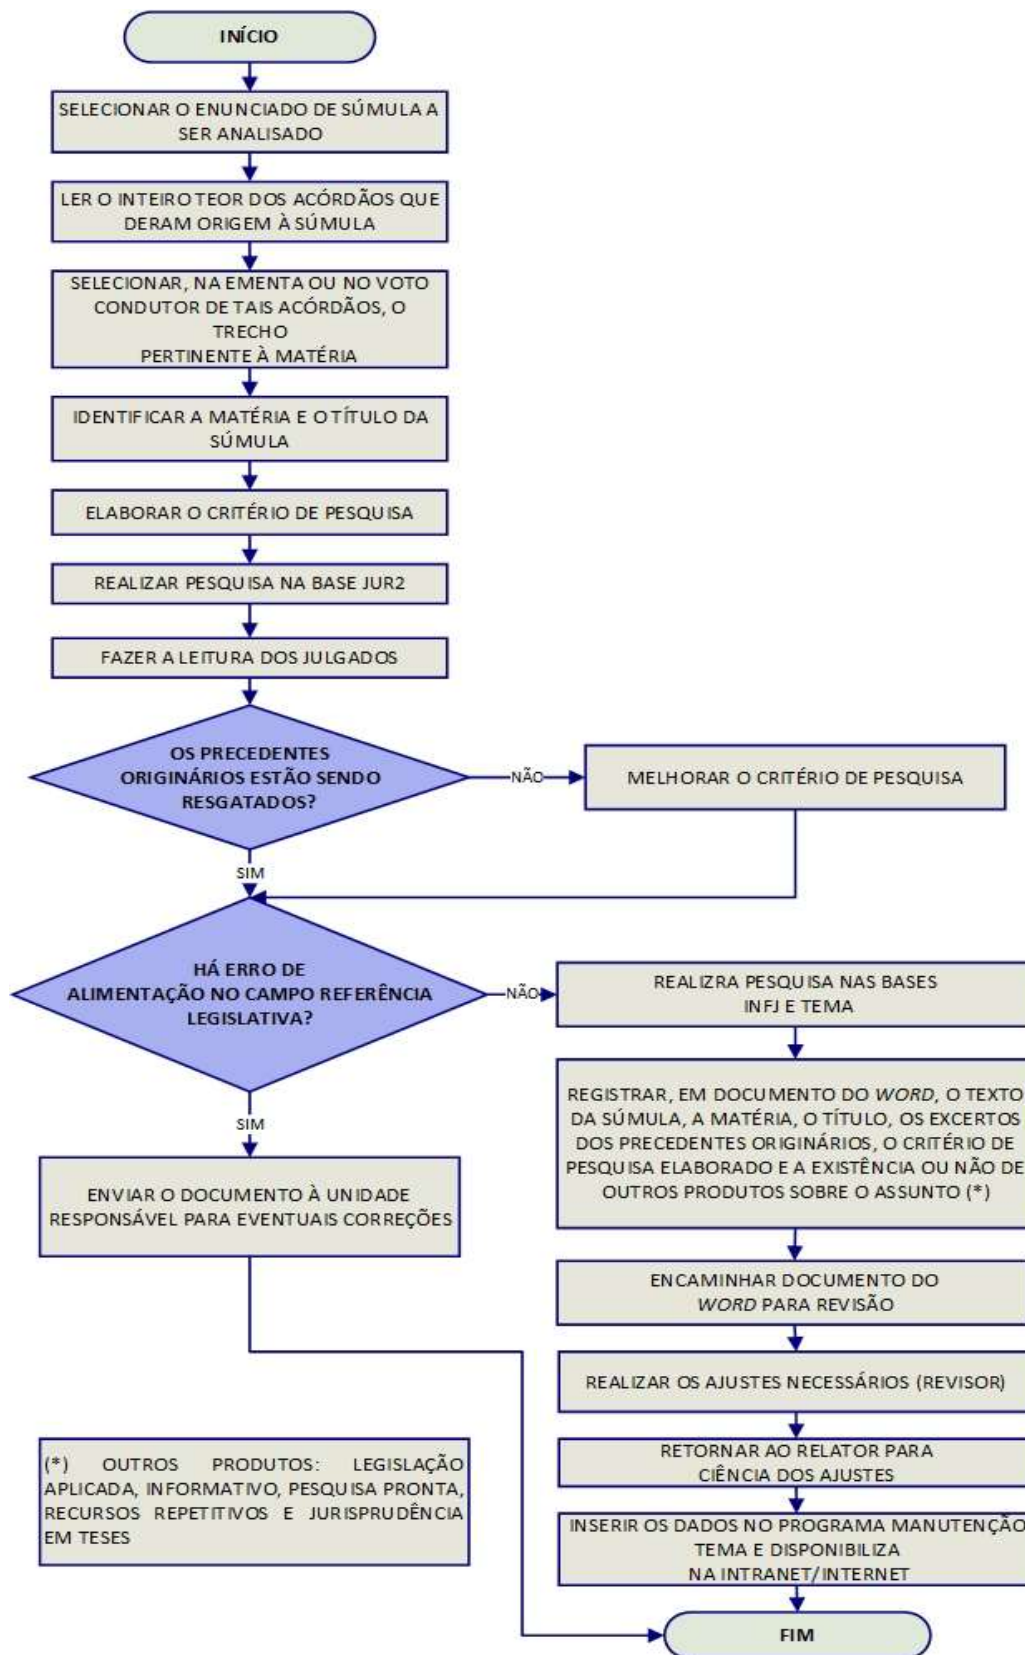 INÍCIO
SELECIONAR O ENUNCIADO DE SÚMULA A
SER ANALISADO
LER O INTEIRO TEOR DOS ACÓRDÃOS QUE
DERAM ORIGEM À SÚMULA
SELECIONAR, NA EMENTA OU NO VOTO
CONDUTOR DE TAIS ACÓRDÃOS, O
TRECHO
PERTINENTE À MATÉRIA
IDENTIFICAR A MATÉRIA E O TÍTULO DA
SÚMULA
ELABORAR O CRITÉRIO DE PESQUISA
REALIZAR PESQUISA NA BASE JUR2
FAZER A LEITURA DOS JULGADOS
OS PRECEDENTES
ORIGINÁRIOS ESTÃO SENDO
RESGATADOS?
NÃO
MELHORAR O CRITÉRIO DE PESQUISA
SIM
HÁ ERRO DE
ALIMENTAÇÃO NO CAMPO REFERÊNCIA
LEGISLATIVA?
NÃO
REALIZRA PESQUISA NAS BASES
INFJ E TEMA
REGISTRAR, EM DOCUMENTO DO WORD, O TEXTO
DA SÚMULA, A MATÉRIA, O TÍTULO, OS EXCERTOS
DOS PRECEDENTES ORIGINÁRIOS, O CRITÉRIO DE
PESQUISA ELABORADO E A EXISTÊNCIA OU NÃO DE
OUTROS PRODUTOS SOBRE O ASSUNTO (*)
SIM
ENVIAR O DOCUMENTO À UNIDADE
RESPONSÁVEL PARA EVENTUAIS CORREÇÕES
ENCAMINHAR DOCUMENTO DO
WORD PARA REVISÃO
REALIZAR OS AJUSTES NECESSÁRIOS (REVISOR)
RETORNAR AO RELATOR PARA
CIÊNCIA DOS AJUSTES
INSERIR OS DADOS NO PROGRAMA MANUTENÇÃO
TEMA E DISPONIBILIZA
NA INTRANET/INTERNET
(*) OUTROS PRODUTOS: LEGISLAÇÃO
APLICADA, INFORMATIVO, PESQUISA PRONTA,
RECURSOS REPETITIVOS E JURISPRUDÊNCIA
EM TESES
FIM